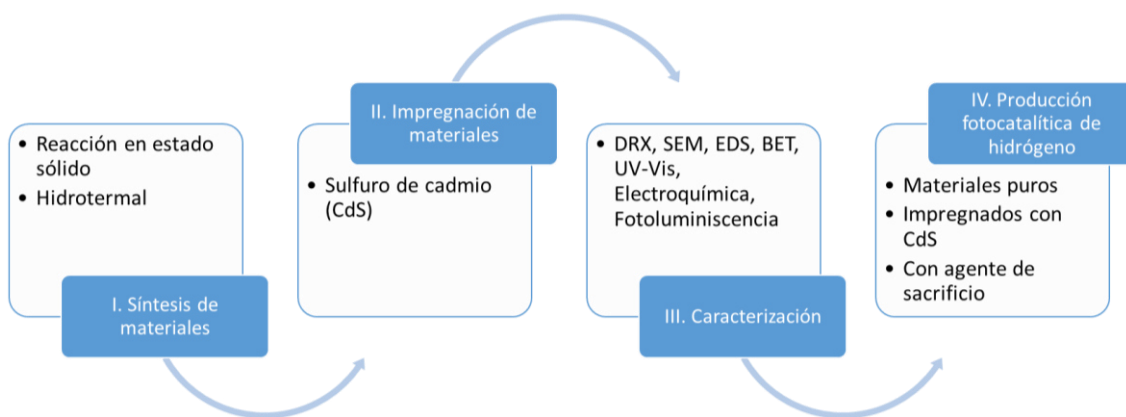 • Reacción en estado
sólido
• Hidrotermal
I. Síntesis de
materiales
II. Impregnación de
materiales
• Sulfuro de cadmio
(CdS)
• DRX, SEM, EDS, BET,
UV-Vis,
Electroquímica,
Fotoluminiscencia
III. Caracterización
IV. Producción
fotocatalítica de
hidrógeno
• Materiales puros
• Impregnados con
CdS
• Con agente de
sacrificio